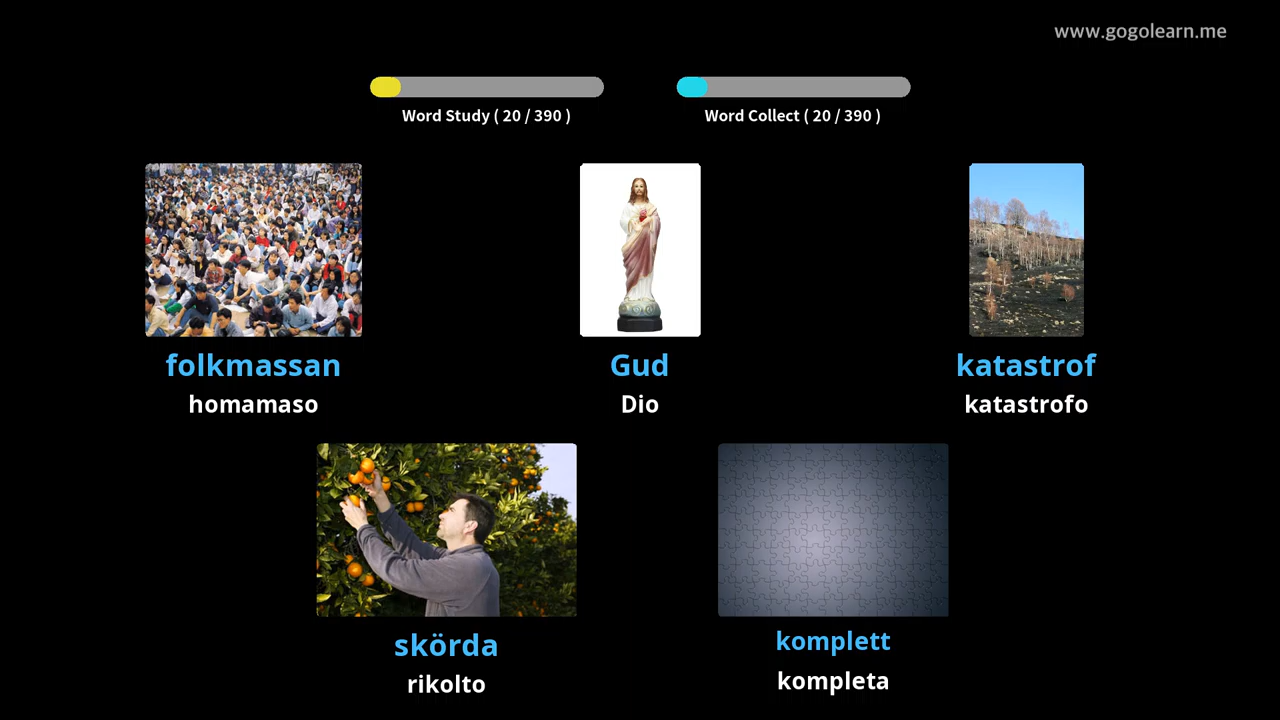 www.gogolearn.me
Word Study ( 20 / 390 )
Word Collect ( 20 / 390 )
folkmassan
homamaso
Gud
Dio
katastrof
katastrofo
skörda
rikolto
komplett
kompleta